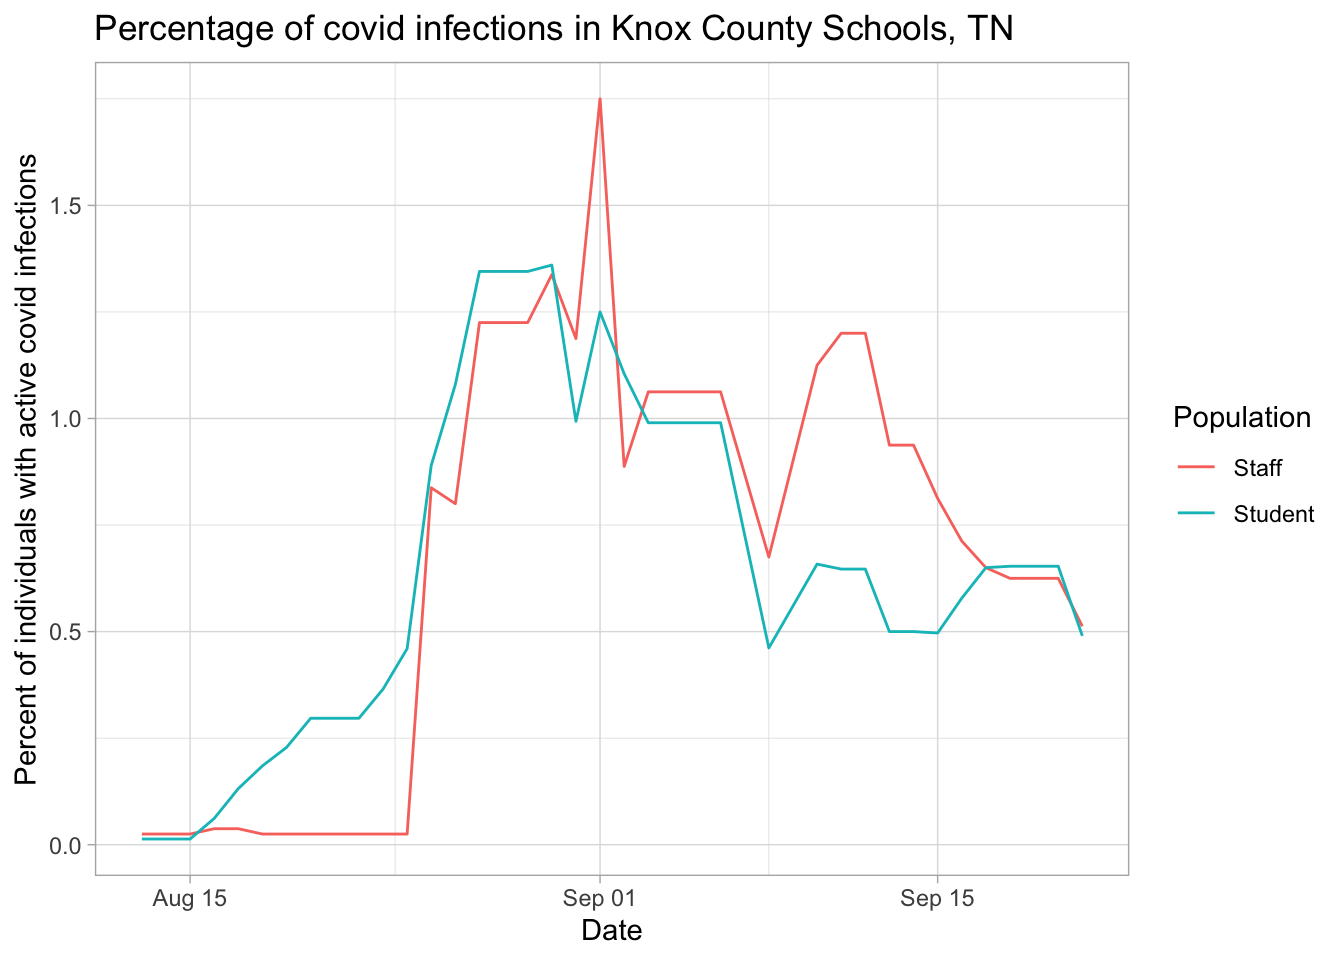 Percentage of covid infections in Knox County Schools, TN
Percent of individuals with active covid infections
1.5
1.0
0.5
0.0
Aug 15
Sep 01
Sep 15
Date
Population
Staff
Student